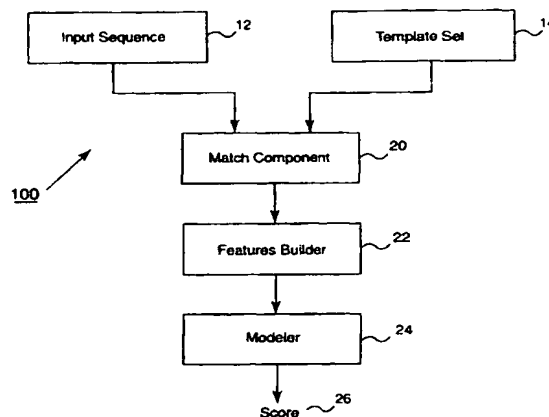 Input Sequence
12
Template Set
14
Match Component
20
100
Features Builder
22
Modeler
24
Score
26